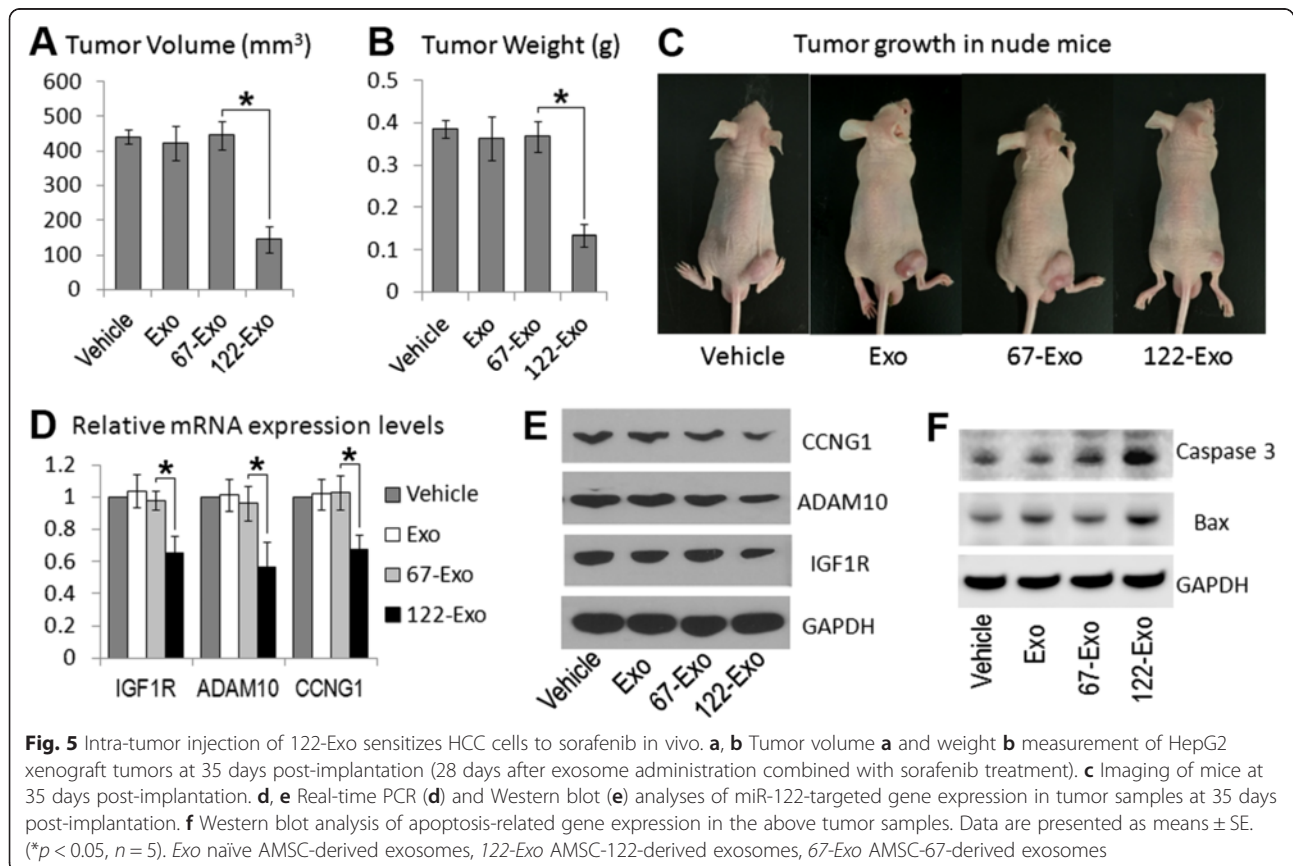 A Tumor Volume (mm³)
600
500
400
300
200
100
0
*
Vehicle
Exo
67-Exo
122-Exo
B Tumor Weight (g)
0.5
0.4
0.3
0.2
0.1
0
*
Vehicle
Exo
67-Exo
122-Exo
C Tumor growth in nude mice
Vehicle Exo 67-Exo 122-Exo
D Relative mRNA expression levels
1.2
1
0.8
0.6
0.4
0.2
0
* * *
IGF1R ADAM10 CCNG1
Vehicle
Exo
67-Exo
122-Exo
E
CCNG1
ADAM10
IGF1R
GAPDH
Vehicle
Exo
67-Exo
122-Exo
F
Caspase 3
Bax
GAPDH
Vehicle
Exo
67-Exo
122-Exo
Fig. 5 Intra-tumor injection of 122-Exo sensitizes HCC cells to sorafenib in vivo. a, b Tumor volume a and weight b measurement of HepG2
xenograft tumors at 35 days post-implantation (28 days after exosome administration combined with sorafenib treatment). c Imaging of mice at
35 days post-implantation. d, e Real-time PCR (d) and Western blot (e) analyses of miR-122-targeted gene expression in tumor samples at 35 days
post-implantation. f Western blot analysis of apoptosis-related gene expression in the above tumor samples. Data are presented as means ± SE.
(*p < 0.05, n = 5). Exo naïve AMSC-derived exosomes, 122-Exo AMSC-122-derived exosomes, 67-Exo AMSC-67-derived exosomes